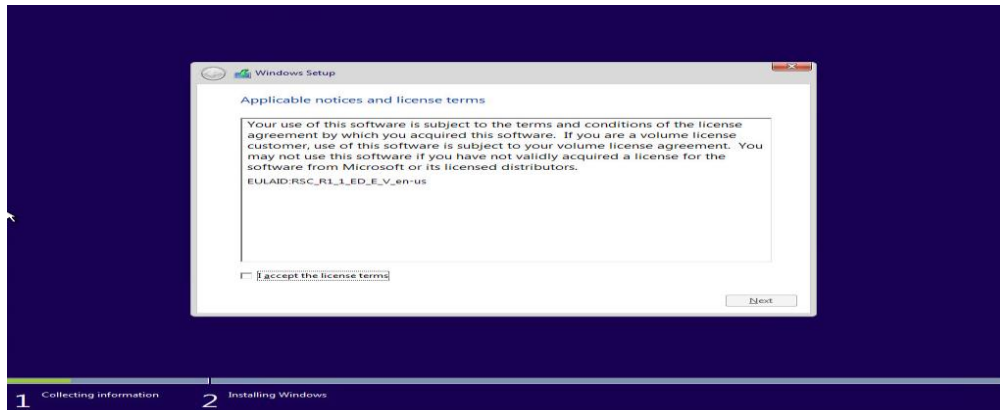 Windows Setup
Applicable notices and license terms
Your use of this software is subject to the terms and conditions of the license
agreement by which you acquired this software.  If you are a volume license
customer, use of this software is subject to your volume license agreement.  You
may not use this software if you have not validly acquired a license for the
software from Microsoft or its licensed distributors.
EULAID:RSC_R1_1_ED_E_V_en-us
I accept the license terms
Next
1 Collecting information 2 Installing Windows